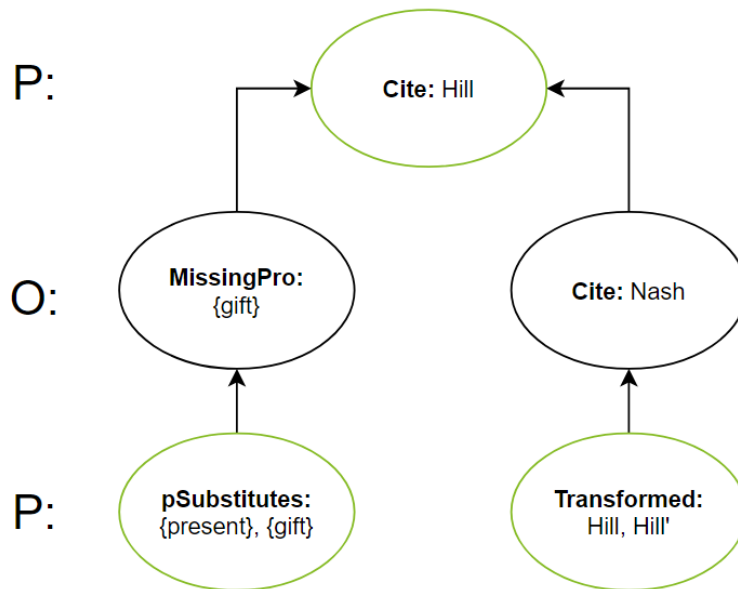 P:
Cite: Hill
O:
MissingPro:
{gift}
Cite: Nash
P:
pSubstitutes:
{present}, {gift}
Transformed:
Hill, Hill'